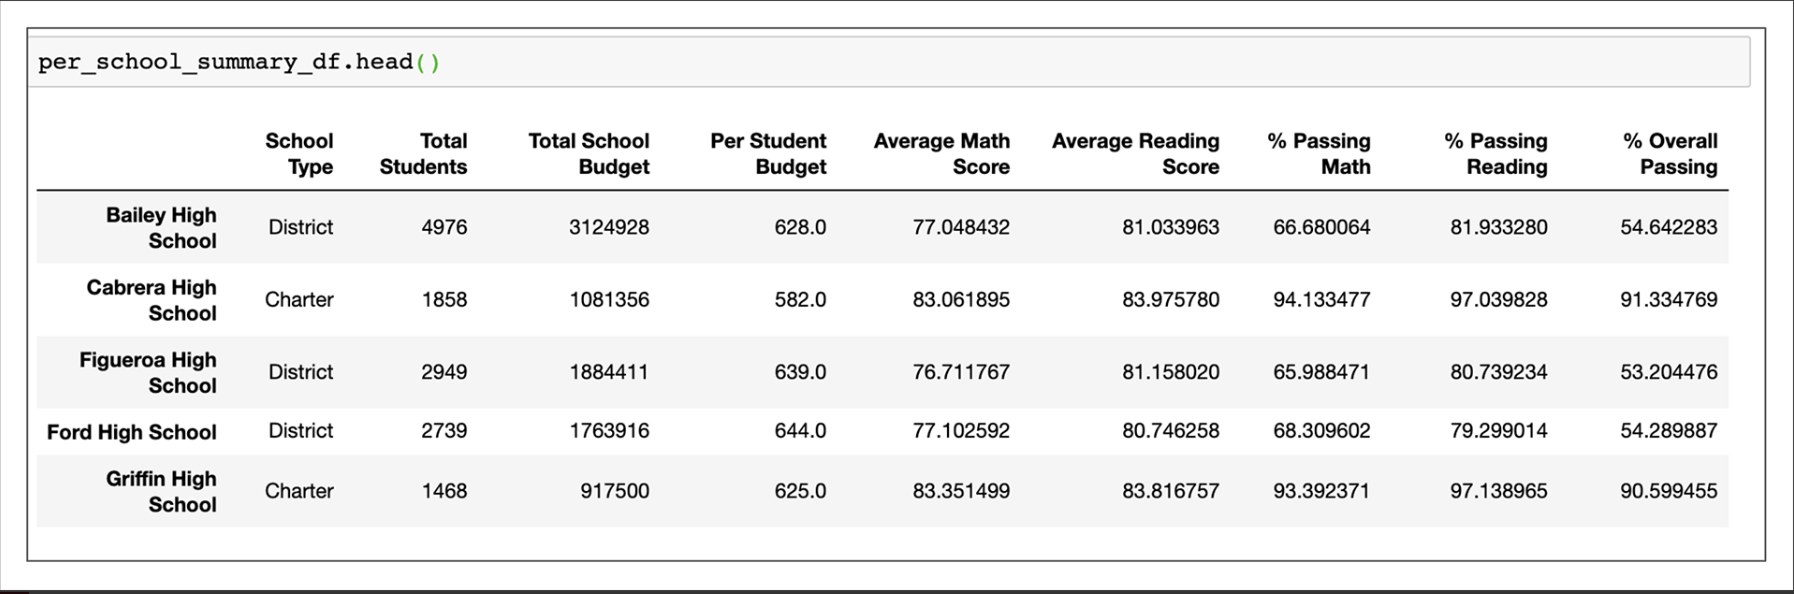 per_school_summary_df.head()
School Type Total Students Total School Budget Per Student Budget Average Math Score Average Reading Score % Passing Math % Passing Reading % Overall Passing
Bailey High School District 4976 3124928 628.0 77.048432 81.033963 66.680064 81.933280 54.642283
Cabrera High School Charter 1858 1081356 582.0 83.061895 83.975780 94.133477 97.039828 91.334769
Figueroa High School District 2949 1884411 639.0 76.711767 81.158020 65.988471 80.739234 53.204476
Ford High School District 2739 1763916 644.0 77.102592 80.746258 68.309602 79.299014 54.289887
Griffin High School Charter 1468 917500 625.0 83.351499 83.816757 93.392371 97.138965 90.599455